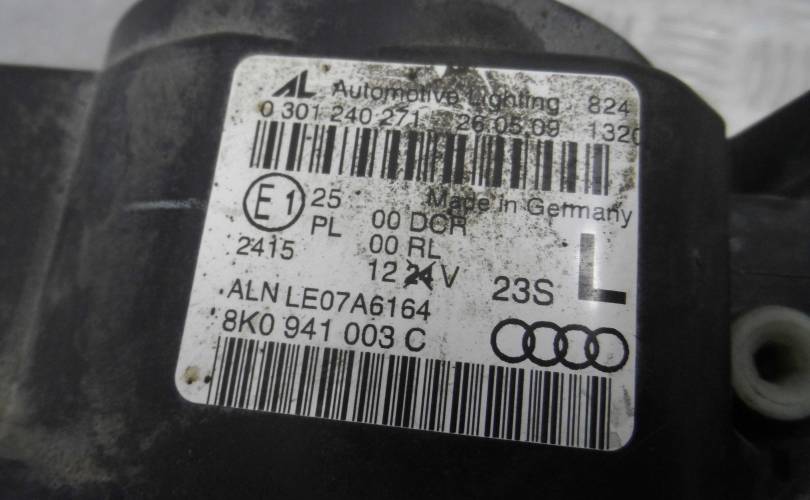 AL Automotive Lighting 824
0 301 240 271 26.05.09 1320
E1 25 Made in Germany
PL 00 DCR
2415 00 RL L
12 24 V 23S
ALN LE07A6164
8K0 941 003 C